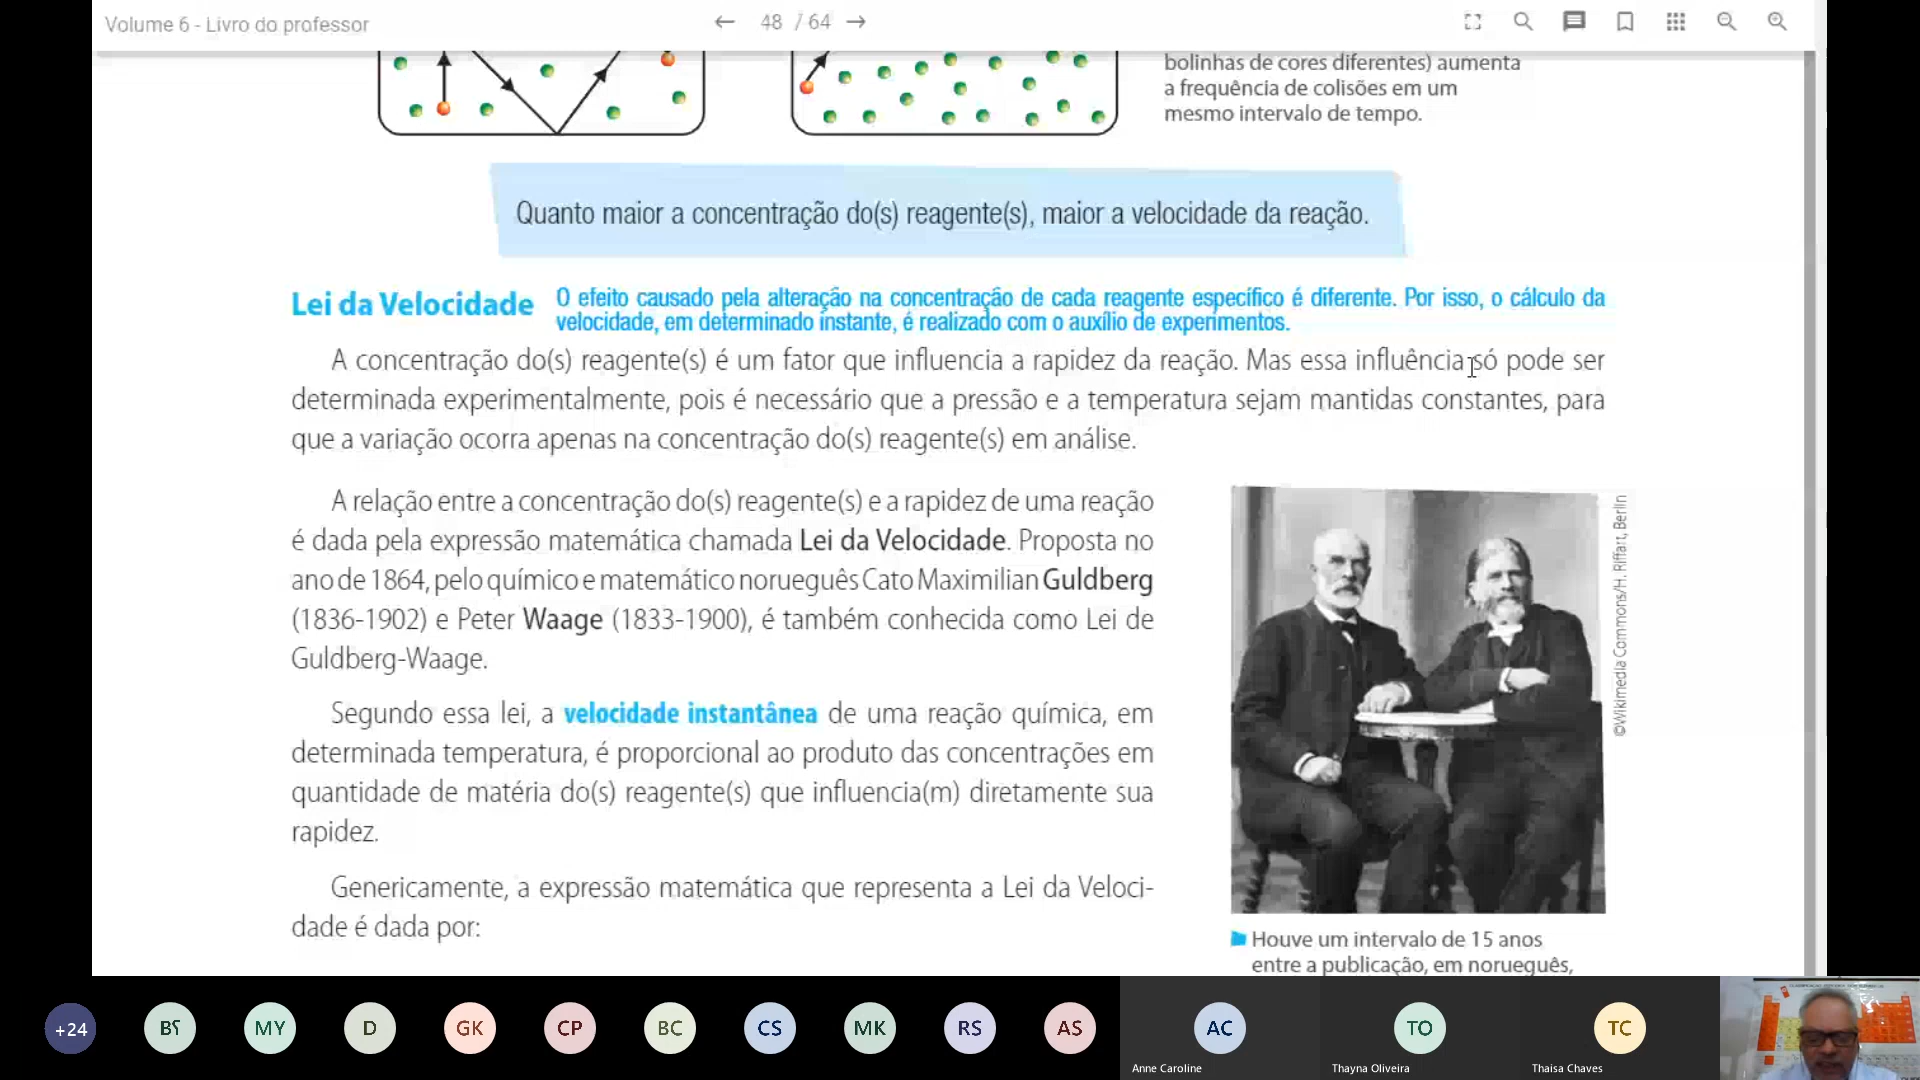 Volume 6 - Livro do professor
48 / 64
bolinhas de cores diferentes) aumenta
a frequência de colisões em um
mesmo intervalo de tempo.
Quanto maior a concentração do(s) reagente(s), maior a velocidade da reação.
Lei da Velocidade
O efeito causado pela alteração na concentração de cada reagente específico é diferente. Por isso, o cálculo da
velocidade, em determinado instante, é realizado com o auxílio de experimentos.
A concentração do(s) reagente(s) é um fator que influencia a rapidez da reação. Mas essa influência só pode ser
determinada experimentalmente, pois é necessário que a pressão e a temperatura sejam mantidas constantes, para
que a variação ocorra apenas na concentração do(s) reagente(s) em análise.
A relação entre a concentração do(s) reagente(s) e a rapidez de uma reação
é dada pela expressão matemática chamada Lei da Velocidade. Proposta no
ano de 1864, pelo químico e matemático norueguês Cato Maximilian Guldberg
(1836-1902) e Peter Waage (1833-1900), é também conhecida como Lei de
Guldberg-Waage.
Segundo essa lei, a velocidade instantânea de uma reação química, em
determinada temperatura, é proporcional ao produto das concentrações em
quantidade de matéria do(s) reagente(s) que influencia(m) diretamente sua
rapidez.
Genericamente, a expressão matemática que representa a Lei da Veloci-
dade é dada por:
©Wikimedia Commons/H. Riffart, Berlin
Houve um intervalo de 15 anos
entre a publicação, em norueguês,
+24
MY
D
GK
CP
BC
CS
MK
RS
AS
AC
TO
TC
Anne Caroline
Thayna Oliveira
Thaisa Chaves